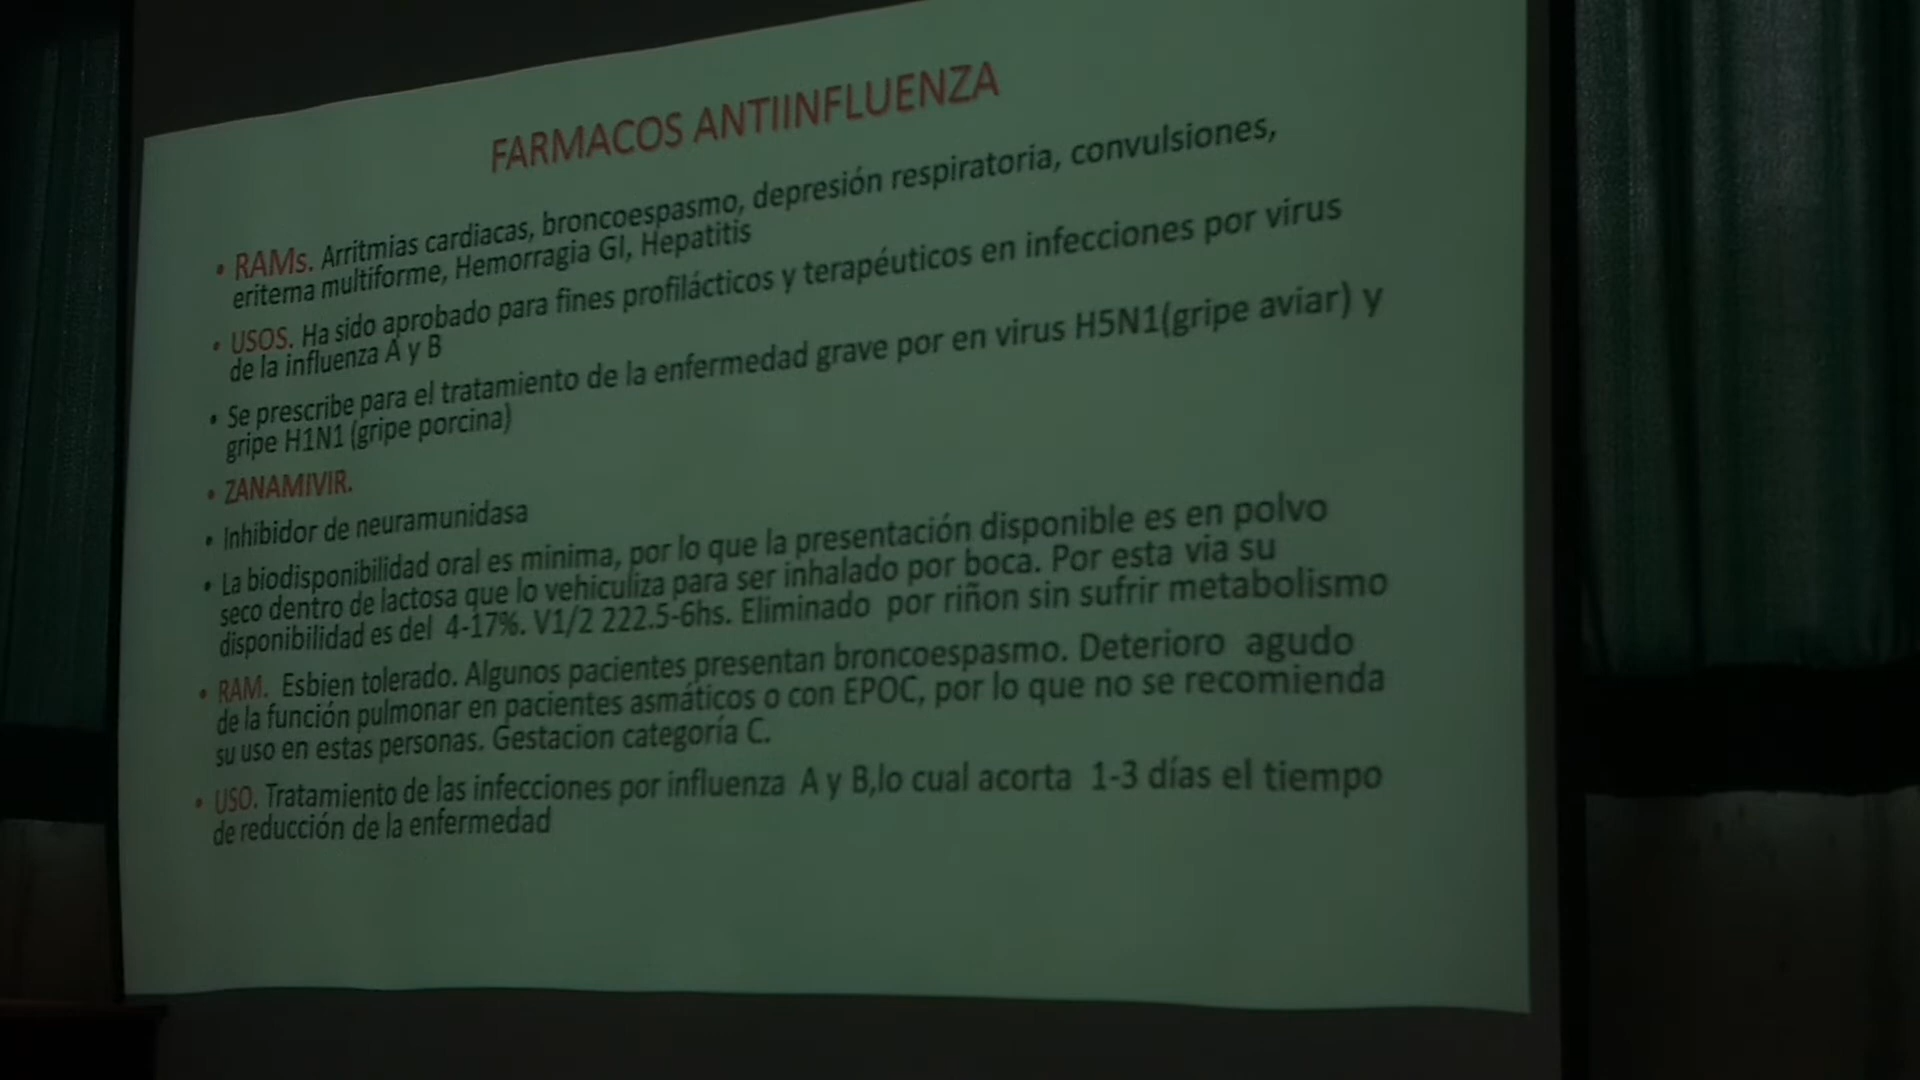 FARMACOS ANTIINFLUENZA
• RAMs. Arritmias cardiacas, broncoespasmo, depresión respiratoria, convulsiones,
eritema multiforme, Hemorragia GI, Hepatitis
• USOS. Ha sido aprobado para fines profilácticos y terapéuticos en infecciones por virus
de la influenza A y B
• Se prescribe para el tratamiento de la enfermedad grave por en virus H5N1(gripe aviar) y
gripe H1N1 (gripe porcina)
• ZANAMIVIR.
• Inhibidor de neuramunidasa
• La biodisponibilidad oral es minima, por lo que la presentación disponible es en polvo
seco dentro de lactosa que lo vehiculiza para ser inhalado por boca. Por esta via su
disponibilidad es del 4-17%. V1/2 222.5-6hs. Eliminado por riñon sin sufrir metabolismo
• RAM. Esbien tolerado. Algunos pacientes presentan broncoespasmo. Deterioro agudo
de la función pulmonar en pacientes asmáticos o con EPOC, por lo que no se recomienda
su uso en estas personas. Gestacion categoría C.
• USO. Tratamiento de las infecciones por influenza A y B,lo cual acorta 1-3 días el tiempo
de reducción de la enfermedad